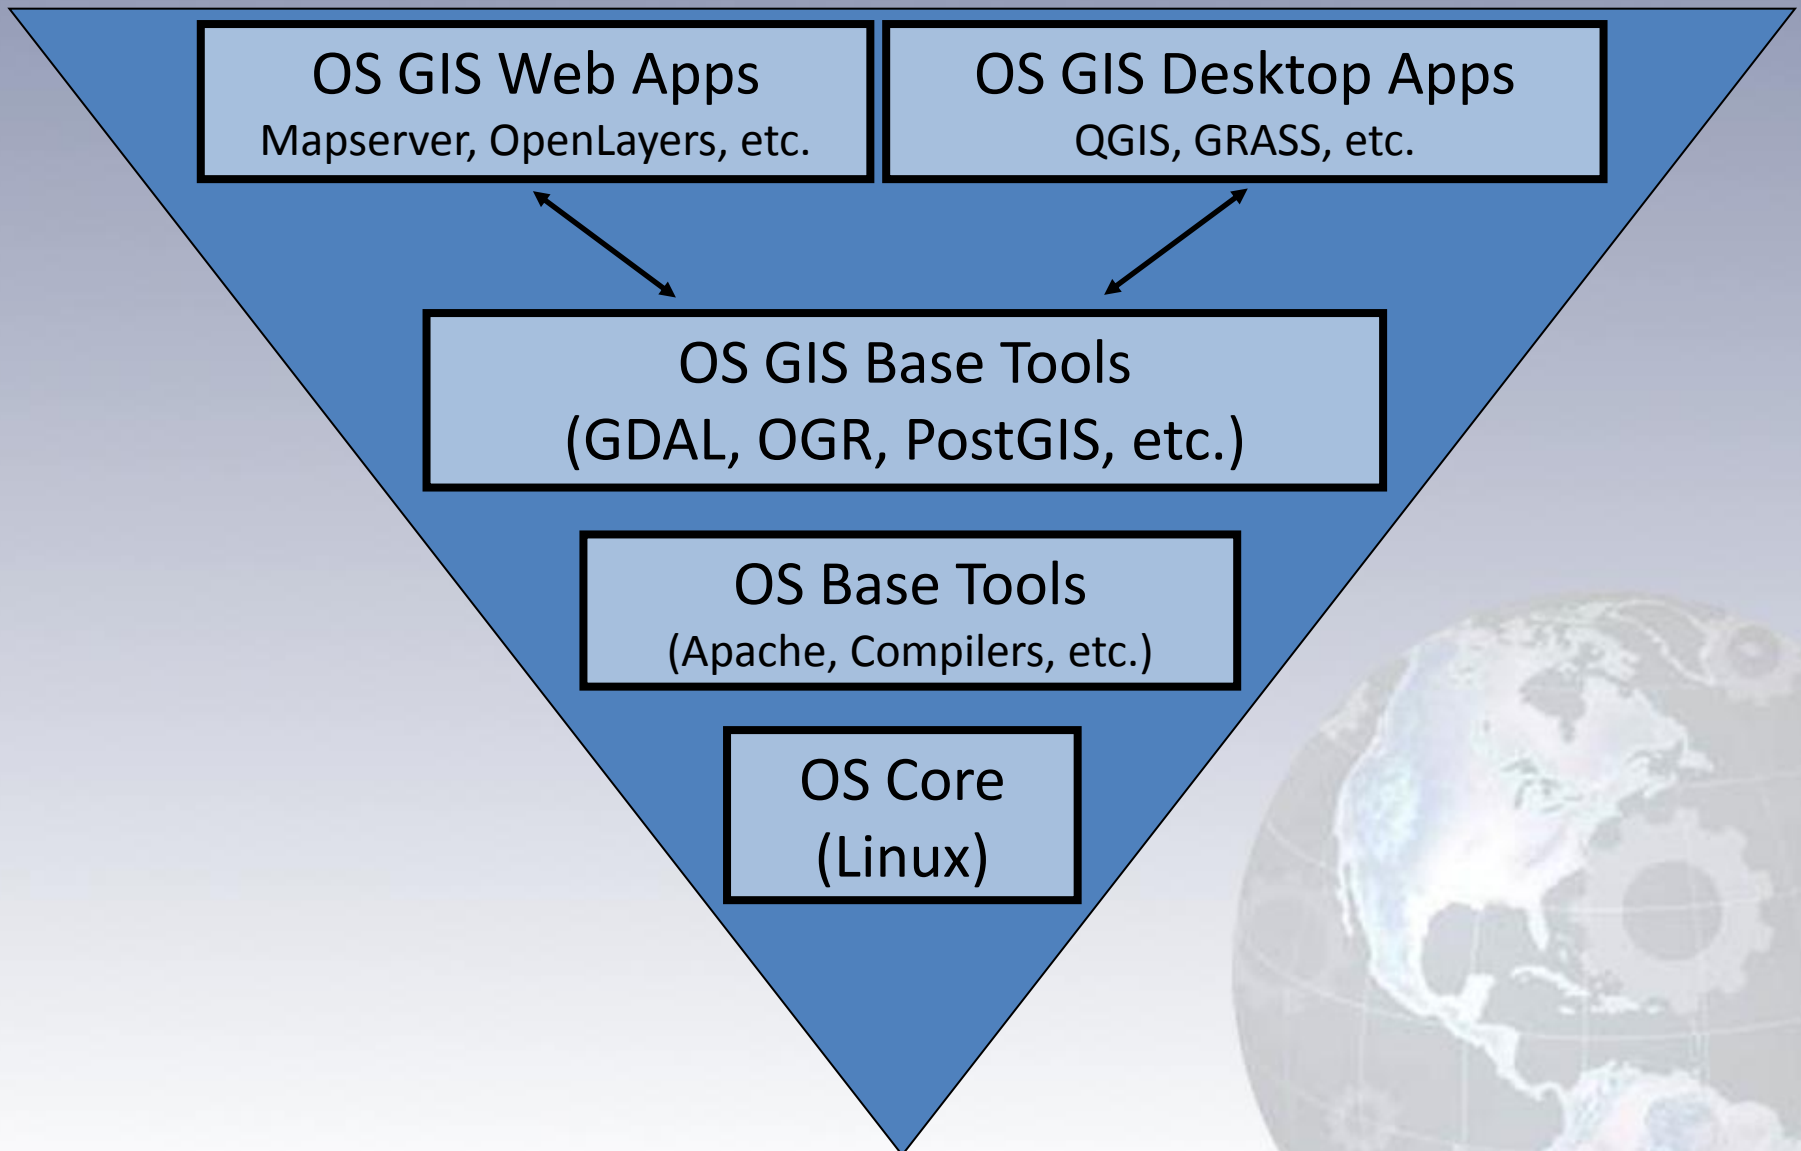 OS GIS Web Apps
Mapserver, OpenLayers, etc.
OS GIS Desktop Apps
QGIS, GRASS, etc.
OS GIS Base Tools
(GDAL, OGR, PostGIS, etc.)
OS Base Tools
(Apache, Compilers, etc.)
OS Core
(Linux)